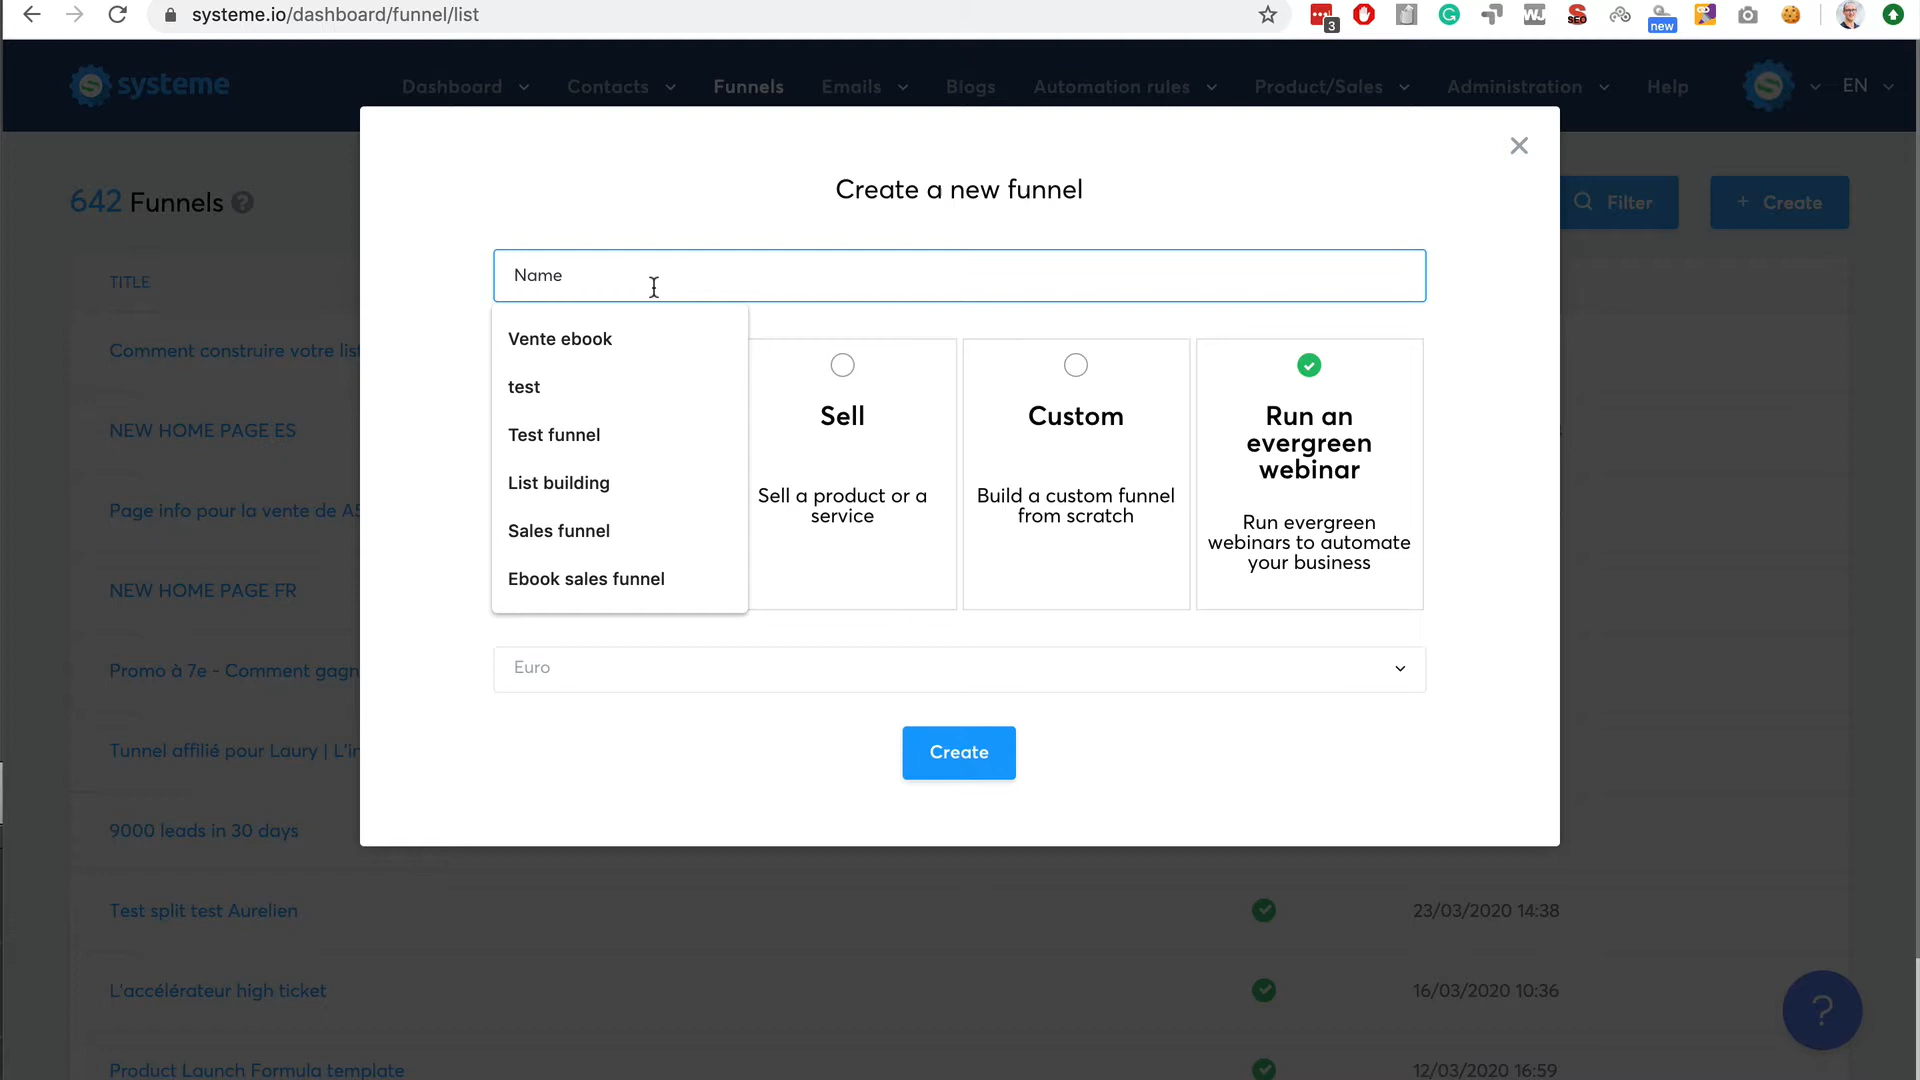 systeme.io/dashboard/funnel/list
3
WJ
SEO
new
systeme
Dashboard
Contacts
Funnels
Emails
Blogs
Automation rules
Product/Sales
Administration
Help
EN
642 Funnels ?
Filter
+ Create
Create a new funnel
Name
TITLE
Vente ebook
test
Test funnel
List building
Sales funnel
Ebook sales funnel
Sell
Sell a product or a
service
Custom
Build a custom funnel
from scratch
Run an
evergreen
webinar
Run evergreen
webinars to automate
your business
Euro
Create
Comment construire votre list
NEW HOME PAGE ES
Page info pour la vente de
NEW HOME PAGE FR
Promo à 7e - Comment gagn
Tunnel affilié pour Laury | L'in
9000 leads in 30 days
Test split test Aurelien
23/03/2020 14:38
L'accélérateur high ticket
16/03/2020 10:36
Product Launch Formula template
12/03/2020 16:59
?